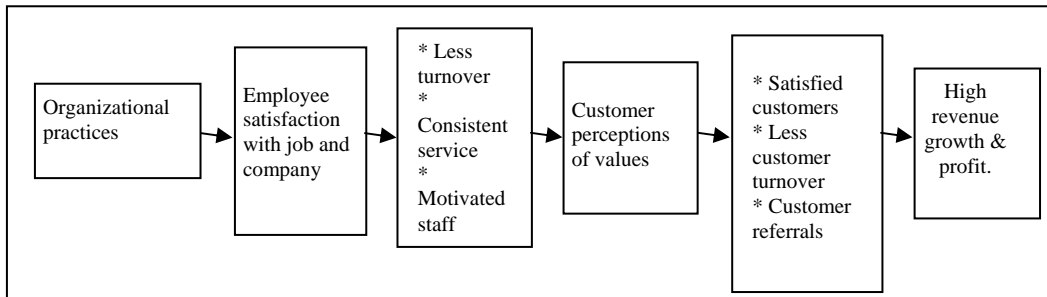 Organizational
practices
Employee
satisfaction
with job and
company
* Less
turnover
*
Consistent
service
*
Motivated
staff
Customer
perceptions
of values
* Satisfied
customers
* Less
customer
turnover
* Customer
referrals
High
revenue
growth &
profit.